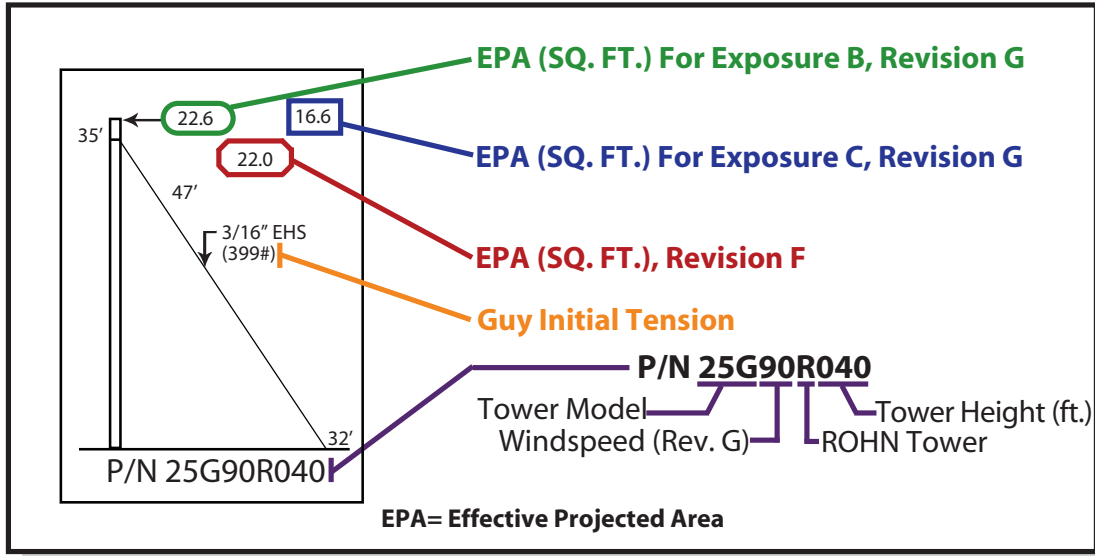 EPA (SQ. FT.) For Exposure B, Revision G
22.6
16.6
35’
22.0
EPA (SQ. FT.) For Exposure C, Revision G
47’
3/16” EHS
(399#)
EPA (SQ. FT.), Revision F
Guy Initial Tension
P/N 25G90R040
Tower Model
Tower Height (ft.)
Windspeed (Rev. G)
ROHN Tower
32’
P/N 25G90R040
EPA= Effective Projected Area